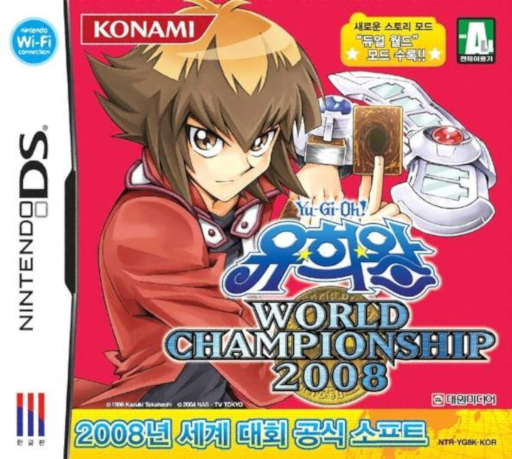 Nintendo
Wi-Fi
connection
KONAMI
새로운 스토리 모드
"듀얼 월드"
모드 수록!!
A
전체이용가
NINTENDO DS
Yu-Gi-Oh!
유희왕
WORLD
CHAMPIONSHIP
2008
© 1996 Kazuki Takahashi © 2004 NAS · TV TOKYO
대원미디어
한글판
2008년 세계 대회 공식 소프트
NTR-YG8K-KOR